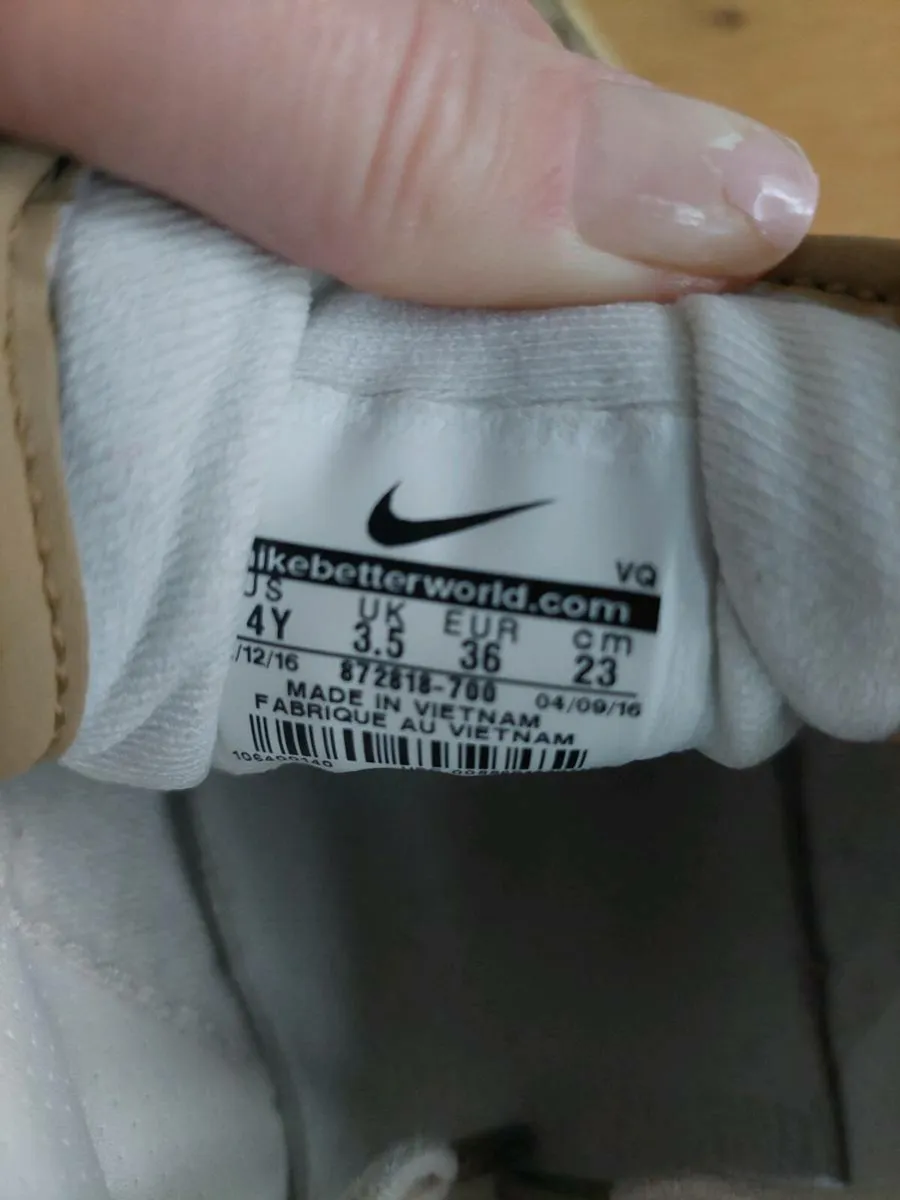 nikebetterworld.com
VQ
US UK EUR cm
4Y 3.5 36 23
/12/16 872818-700 04/09/16
MADE IN VIETNAM
FABRIQUE AU VIETNAM